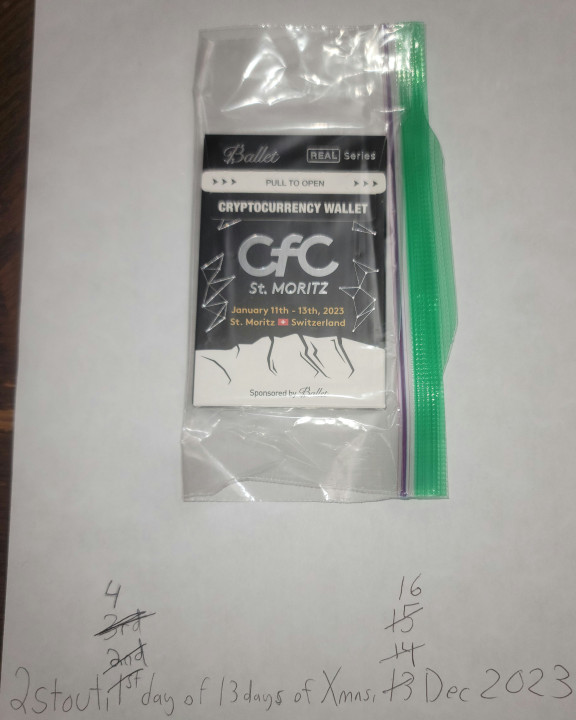 Ballet REAL Series
>>> PULL TO OPEN >>>
CRYPTOCURRENCY WALLET
CfC
St. MORITZ
January 11th - 13th, 2023
St. Moritz 🇨🇭 Switzerland
Sponsored by Ballet
4 16
3rd 15
2nd 14
2stout, 1st day of 13 days of Xmas, 13 Dec 2023